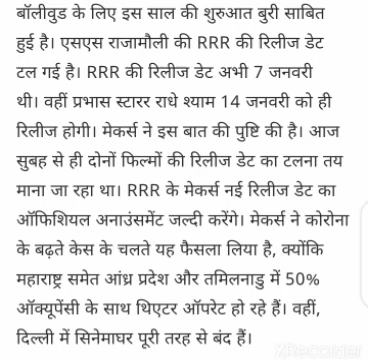 बॉलीवुड के लिए इस साल की शुरुआत बुरी साबित
हुई है। एसएस राजामौली की RRR की रिलीज डेट
टल गई है। RRR की रिलीज डेट अभी 7 जनवरी
थी। वहीं प्रभास स्टारर राधे श्याम 14 जनवरी को ही
रिलीज होगी। मेकर्स ने इस बात की पुष्टि की है। आज
सुबह से ही दोनों फिल्मों की रिलीज डेट का टलना तय
माना जा रहा था। RRR के मेकर्स नई रिलीज डेट का
ऑफिशियल अनाउंसमेंट जल्दी करेंगे। मेकर्स ने कोरोना
के बढ़ते केस के चलते यह फैसला लिया है, क्योंकि
महाराष्ट्र समेत आंध्र प्रदेश और तमिलनाडु में 50%
ऑक्यूपेंसी के साथ थिएटर ऑपरेट हो रहे हैं। वहीं,
दिल्ली में सिनेमाघर पूरी तरह से बंद हैं।